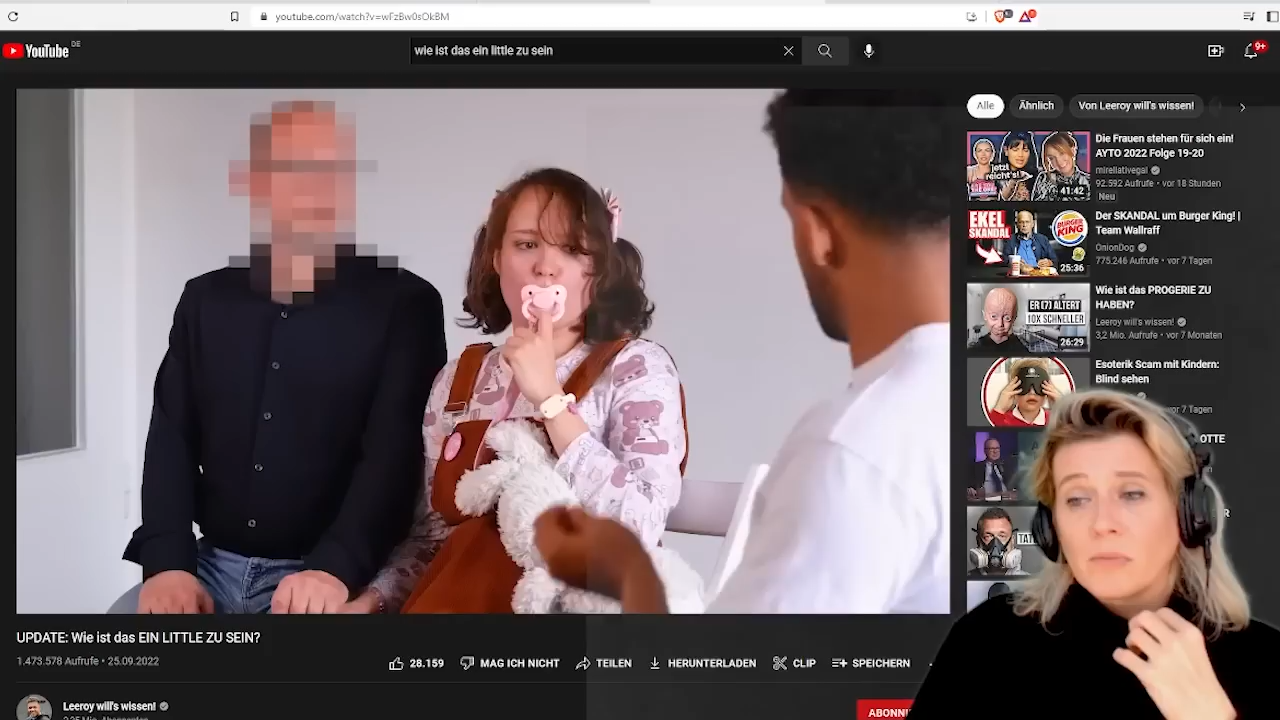 youtube.com/watch?v=wFzBw0sOkBM
YouTube DE
wie ist das ein little zu sein
9+
Alle
Ähnlich
Von Leeroy will's wissen!
Die Frauen stehen für sich ein!
AYTO 2022 Folge 19-20
mirellativegal
92.592 Aufrufe • vor 18 Stunden
Neu
jetzt
reicht's!
41:42
Der SKANDAL um Burger King! |
Team Wallraff
OnionDog
775.246 Aufrufe • vor 7 Tagen
EKEL
SKANDAL
BURGER
KING
25:36
Wie ist das PROGERIE ZU
HABEN?
Leeroy will's wissen!
3,2 Mio. Aufrufe • vor 7 Monaten
ER (7) ALTERT
10X SCHNELLER
26:29
Esoterik Scam mit Kindern:
Blind sehen
vor 7 Tagen
OTTE
TAT
UPDATE: Wie ist das EIN LITTLE ZU SEIN?
1.473.578 Aufrufe • 25.09.2022
28.159
MAG ICH NICHT
TEILEN
HERUNTERLADEN
CLIP
SPEICHERN
Leeroy will's wissen!
ABONNI